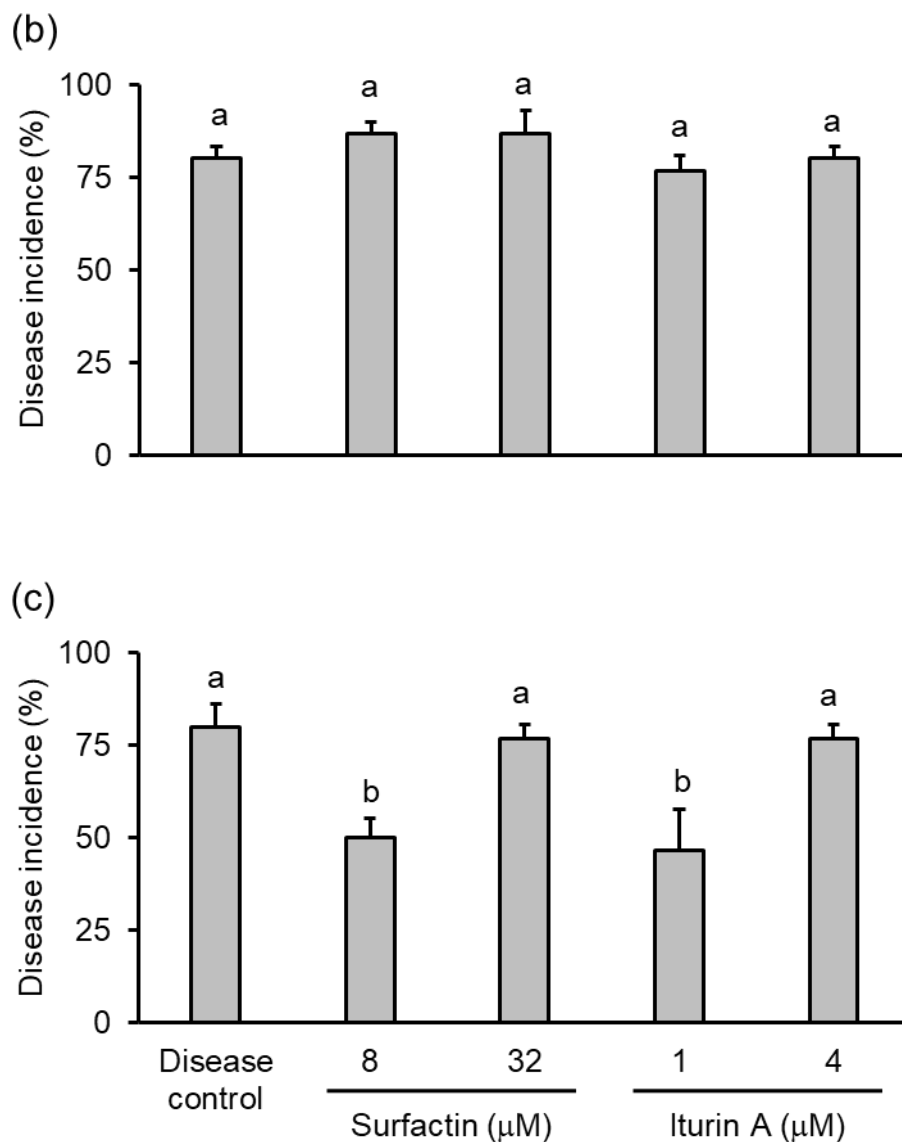 (b)
Disease incidence (%)
100
75
50
25
0
a
a
a
a
a
(c)
Disease incidence (%)
100
75
50
25
0
a
b
a
b
a
Disease
control
8
32
1
4
Surfactin (μM)
Iturin A (μM)